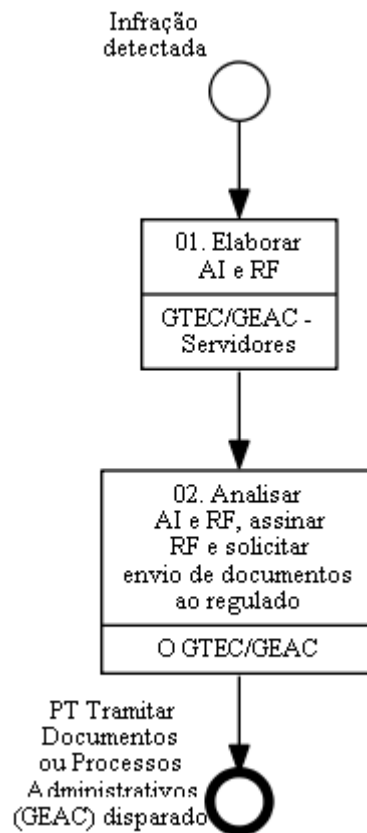 Infração
detectada
01. Elaborar
AI e RF
GTEC/GEAC -
Servidores
02. Analisar
AI e RF, assinar
RF e solicitar
envio de documentos
ao regulado
O GTEC/GEAC
PT Tramitar
Documentos
ou Processos
Administrativos
(GEAC) disparado